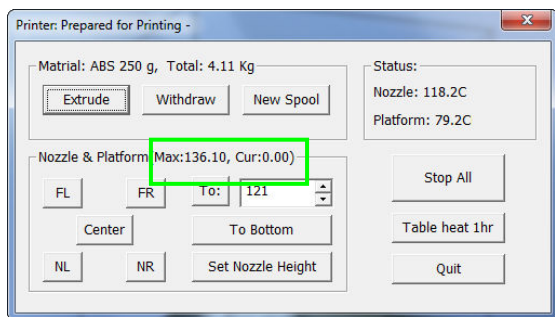 Printer: Prepared for Printing -
Matrial: ABS 250 g, Total: 4.11 Kg
Extrude Withdraw New Spool
Status:
Nozzle: 118.2C
Platform: 79.2C
Nozzle & Platform(Max:136.10, Cur:0.00)
FL FR To: 121
Center To Bottom
NL NR Set Nozzle Height
Stop All
Table heat 1hr
Quit